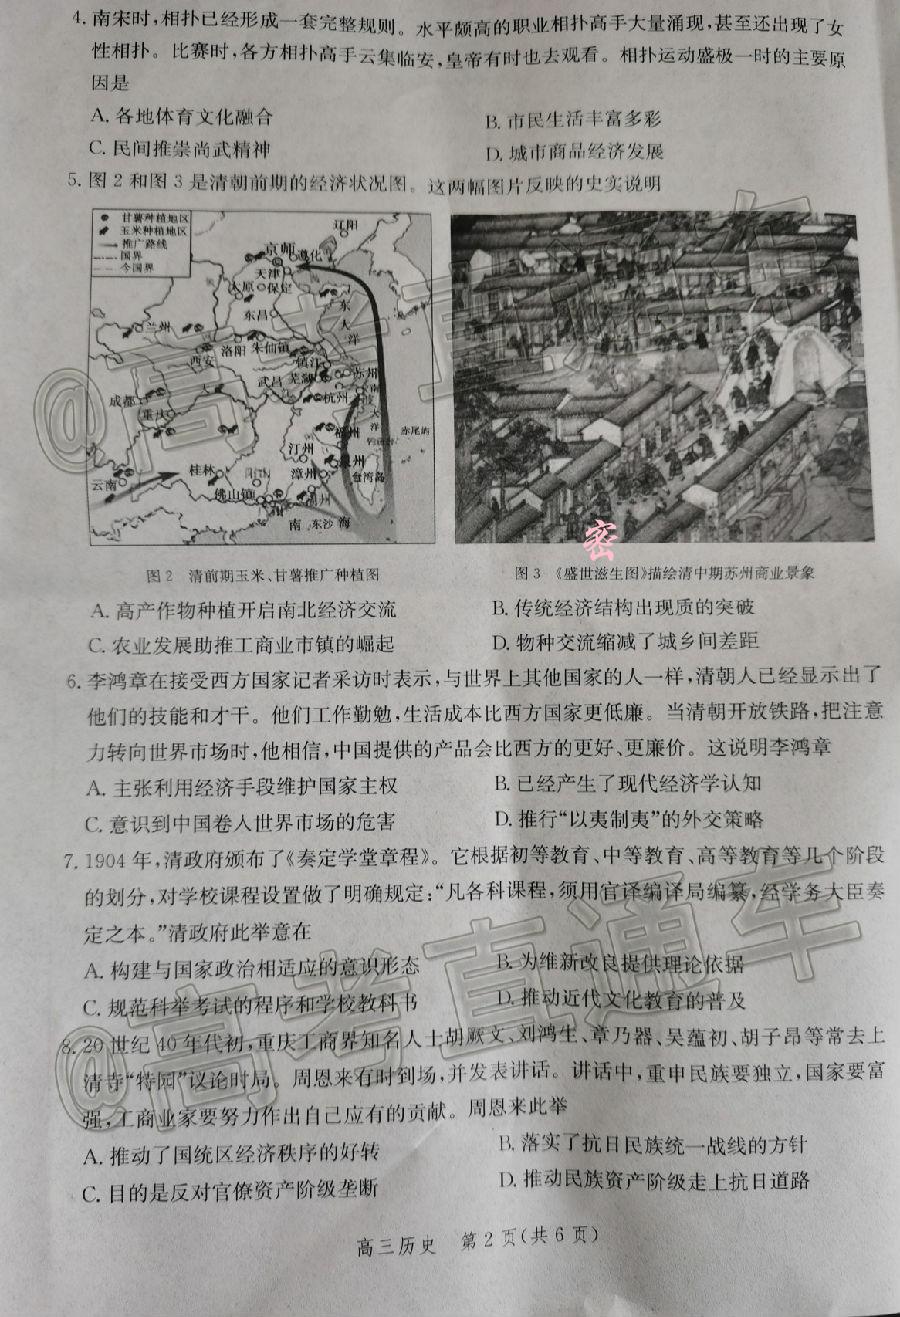 4. 南宋时,相扑已经形成一套完整规则。水平颇高的职业相扑高手大量涌现,甚至还出现了女
性相扑。比赛时,各方相扑高手云集临安,皇帝有时也去观看。相扑运动盛极一时的主要原
因是
A. 各地体育文化融合 B. 市民生活丰富多彩
C. 民间推崇尚武精神 D. 城市商品经济发展
5. 图2和图3是清朝前期的经济状况图。这两幅图片反映的史实说明
甘薯种植地区
玉米种植地区
推广路线
国界
今国界
辽阳
京师
遵化
天津
太原 保定
东昌
东人洋
兰州
西安 洛阳 朱仙镇
镇江
苏州
武昌 芜湖
杭州
南
成都
重庆
大洋
福州
钓鱼
赤尾屿
汀州
泉州
桂林
漳州
台湾岛
云南
佛山镇
广州
潮州
南 东沙 海
密
图2 清前期玉米、甘薯推广种植图
图3 《盛世滋生图》描绘清中期苏州商业景象
A. 高产作物种植开启南北经济交流 B. 传统经济结构出现质的突破
C. 农业发展助推工商业市镇的崛起 D. 物种交流缩减了城乡间差距
6. 李鸿章在接受西方国家记者采访时表示,与世界上其他国家的人一样,清朝人已经显示出了
他们的技能和才干。他们工作勤勉,生活成本比西方国家更低廉。当清朝开放铁路,把注意
力转向世界市场时,他相信,中国提供的产品会比西方的更好、更廉价。这说明李鸿章
A. 主张利用经济手段维护国家主权 B. 已经产生了现代经济学认知
C. 意识到中国卷人世界市场的危害 D. 推行“以夷制夷”的外交策略
7. 1904年,清政府颁布了《奏定学堂章程》。它根据初等教育、中等教育、高等教育等几个阶段
的划分,对学校课程设置做了明确规定:“凡各科课程,须用官译编译局编纂,经学务大臣奏
定之本。”清政府此举意在
A. 构建与国家政治相适应的意识形态 B. 为维新改良提供理论依据
C. 规范科举考试的程序和学校教科书 D. 推动近代文化教育的普及
8. 20世纪40年代初,重庆工商界知名人士胡厥文、刘鸿生、章乃器、吴蕴初、胡子昂等常去上
清寺“特园”议论时局。周恩来有时到场,并发表讲话。讲话中,重申民族要独立,国家要富
强,工商业家要努力作出自己应有的贡献。周恩来此举
A. 推动了国统区经济秩序的好转 B. 落实了抗日民族统一战线的方针
C. 目的是反对官僚资产阶级垄断 D. 推动民族资产阶级走上抗日道路
高三历史 第2页(共6页)
@高考直通车
@高考直通车